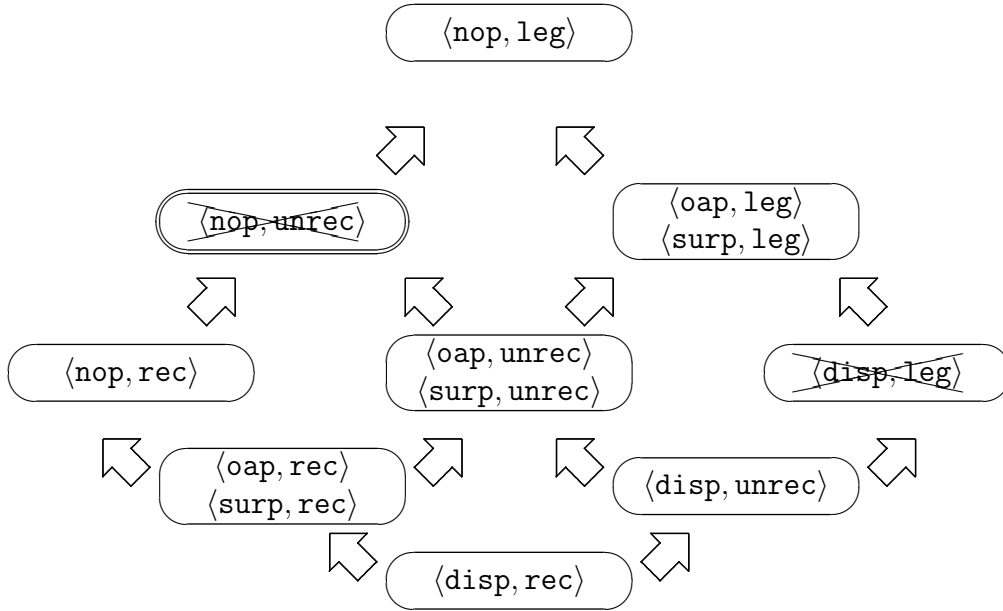 ⟨nop, leg⟩
⟨nop, unrec⟩
⟨oap, leg⟩
⟨surp, leg⟩
⟨nop, rec⟩
⟨oap, unrec⟩
⟨surp, unrec⟩
⟨disp, leg⟩
⟨oap, rec⟩
⟨surp, rec⟩
⟨disp, unrec⟩
⟨disp, rec⟩